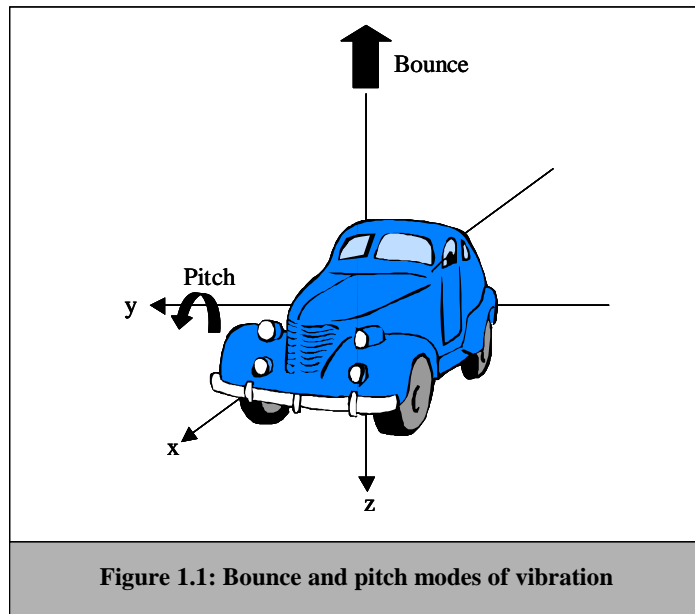 Bounce
Pitch
y
x
z
Figure 1.1: Bounce and pitch modes of vibration